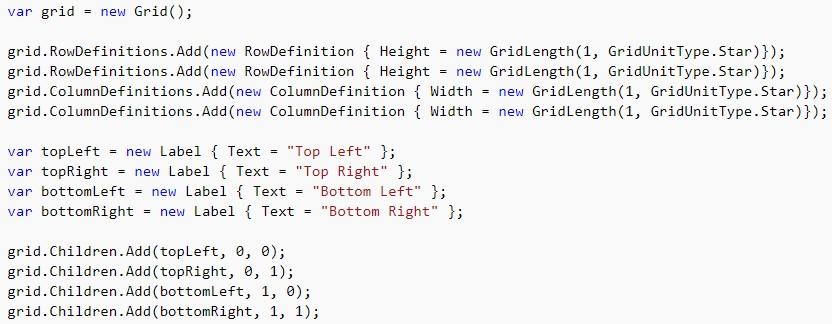 var grid = new Grid();
grid.RowDefinitions.Add(new RowDefinition { Height = new GridLength(1, GridUnitType.Star)});
grid.RowDefinitions.Add(new RowDefinition { Height = new GridLength(1, GridUnitType.Star)});
grid.ColumnDefinitions.Add(new ColumnDefinition { Width = new GridLength(1, GridUnitType.Star)});
grid.ColumnDefinitions.Add(new ColumnDefinition { Width = new GridLength(1, GridUnitType.Star)});
var topLeft = new Label { Text = "Top Left" };
var topRight = new Label { Text = "Top Right" };
var bottomLeft = new Label { Text = "Bottom Left" };
var bottomRight = new Label { Text = "Bottom Right" };
grid.Children.Add(topLeft, 0, 0);
grid.Children.Add(topRight, 0, 1);
grid.Children.Add(bottomLeft, 1, 0);
grid.Children.Add(bottomRight, 1, 1);